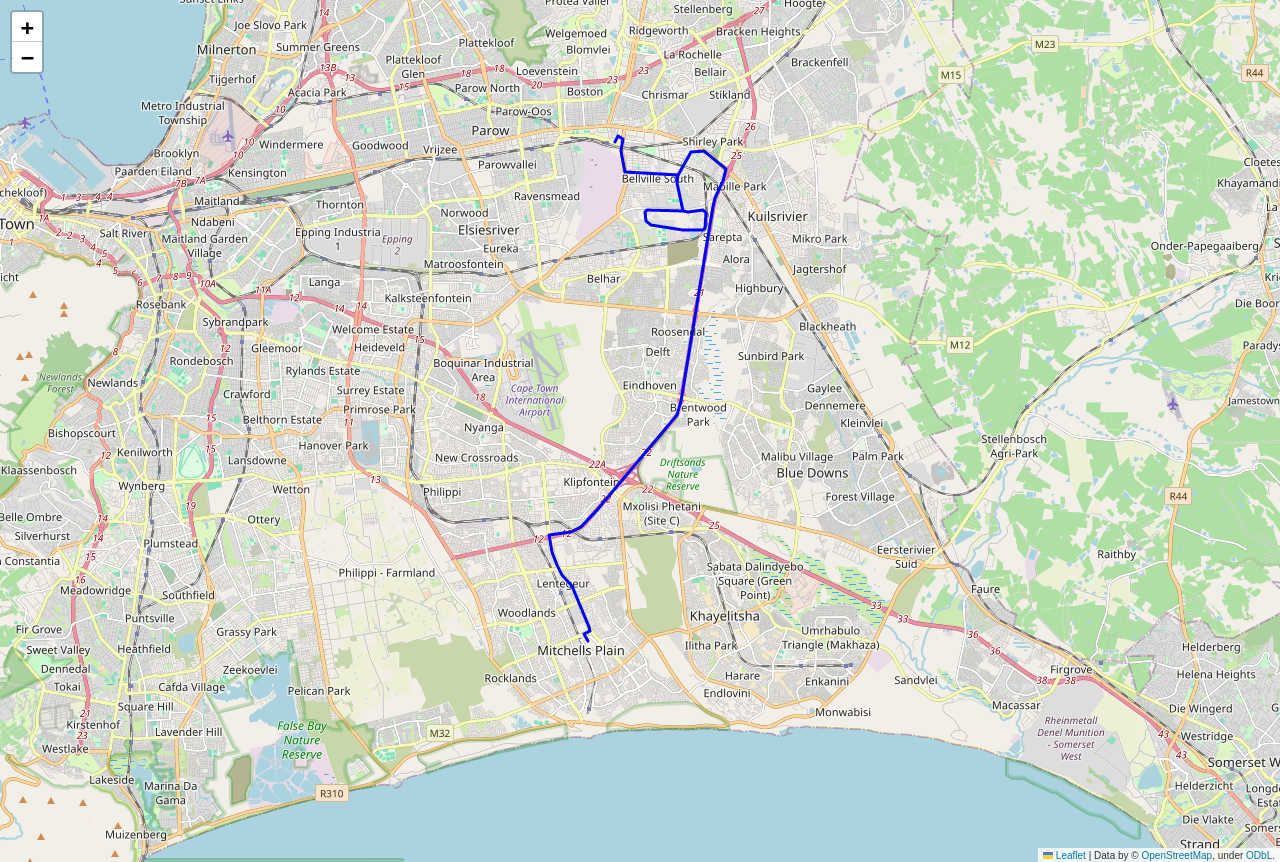 +
−
Sunset Links
Joe Slovo Park
Milnerton
Summer Greens
Plattekloof
Plattekloof
Glen
Tijgerhof
Acacia Park
Metro Industrial
Township
Brooklyn
Windermere
Goodwood
Vrijzee
Paarden Eiland
Kensington
Maitland
Ndabeni
Thornton
Salt River
Maitland Garden
Village
Epping Industria
1
Epping
2
Langa
Town
Protea Valley
Stellenberg
Welgemoed
Blomvlei
Ridgeworth
Bracken Heights
Hoogte
La Rochelle
Loevenstein
Bellair
Brackenfell
Parow North
Boston
Chrismar
Stikland
Parow-Oos
Parow
Parowvallei
Shirley Park
Bellville South
Mabille Park
Ravensmead
Norwood
Elsiesriver
Eureka
Matroosfontein
Kuilsrivier
Sarepta
Mikro Park
Alora
Jagtershof
Belhar
Highbury
Kalksteenfontein
Blackheath
Roosendal
Delft
Sunbird Park
M23
M15
R44
Cloetes
Khayamandi
Onder-Papegaaiberg
Die Boo
M12
Paradys
Jamestown
Rosebank
Sybrandpark
Welcome Estate
Heideveld
Gleemoor
Rondebosch
Rylands Estate
Boquinar Industrial
Area
Newlands
Forest
Newlands
Surrey Estate
Crawford
Primrose Park
Cape Town
International
Airport
Eindhoven
Brentwood
Park
Gaylee
Dennemere
Kleinvlei
Belthorn Estate
Nyanga
Bishopscourt
Hanover Park
Kenilworth
Lansdowne
New Crossroads
Malibu Village
Palm Park
Blue Downs
Stellenbosch
Agri-Park
Klaassenbosch
Wynberg
Wetton
Philippi
Klipfontein
Driftsands
Nature
Reserve
Forest Village
R44
Belle Ombre
Ottery
Mxolisi Phetani
(Site C)
Silverhurst
Plumstead
Eersterivier
Suid
Raithby
Constantia
Philippi - Farmland
Lentegeur
Sabata Dalindyebo
Square (Green
Point)
Meadowridge
Southfield
Faure
Woodlands
Puntsville
Khayelitsha
Fir Grove
Grassy Park
Umrhabulo
Triangle (Makhaza)
Sweet Valley
Heathfield
Mitchells Plain
Ilitha Park
Helderberg
Dennedal
Zeekoevlei
Rocklands
Harare
Firgrove
Helena Heights
Tokai
Cafda Village
Pelican Park
Endlovini
Enkanini
Sandvlei
Square Hill
Macassar
Die Wingerd
Kirstenhof
Lavender Hill
False Bay
Nature
Reserve
M32
Monwabisi
Rheinmetall
Denel Munition
- Somerset
West
Westridge
Westlake
Somerset W
Lakeside
Marina Da
Gama
R310
Helderzicht
Muizenberg
Die Vlakte
Strand
Leaflet | Data by © OpenStreetMap, under ODbL.